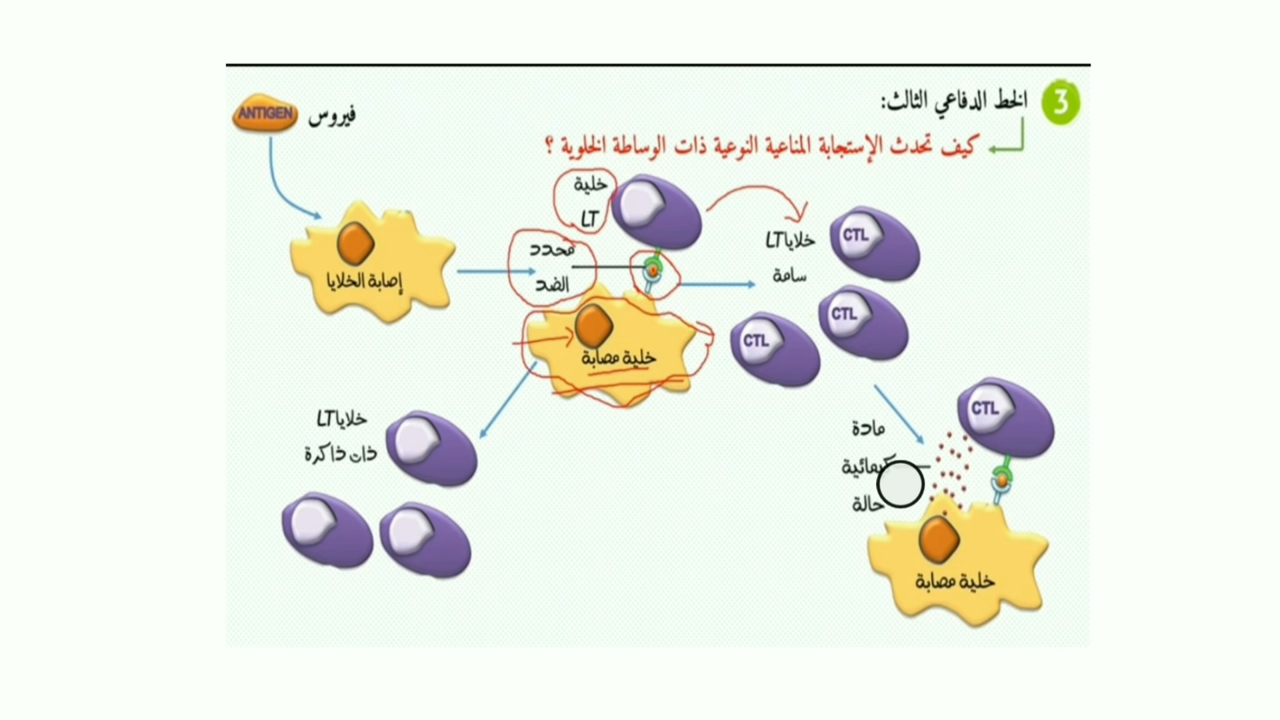 3 الخط الدفاعي الثالث:
كيف تحدث الإستجابة المناعية النوعية ذات الوساطة الخلوية ؟
فيروس
ANTIGEN
إصابة الخلايا
خلية
LT
محدد
الضد
خلية مصابة
خلايا LT
سامة
CTL
CTL
CTL
خلايا LT
ذات ذاكرة
CTL
مادة
حالة
خلية مصابة